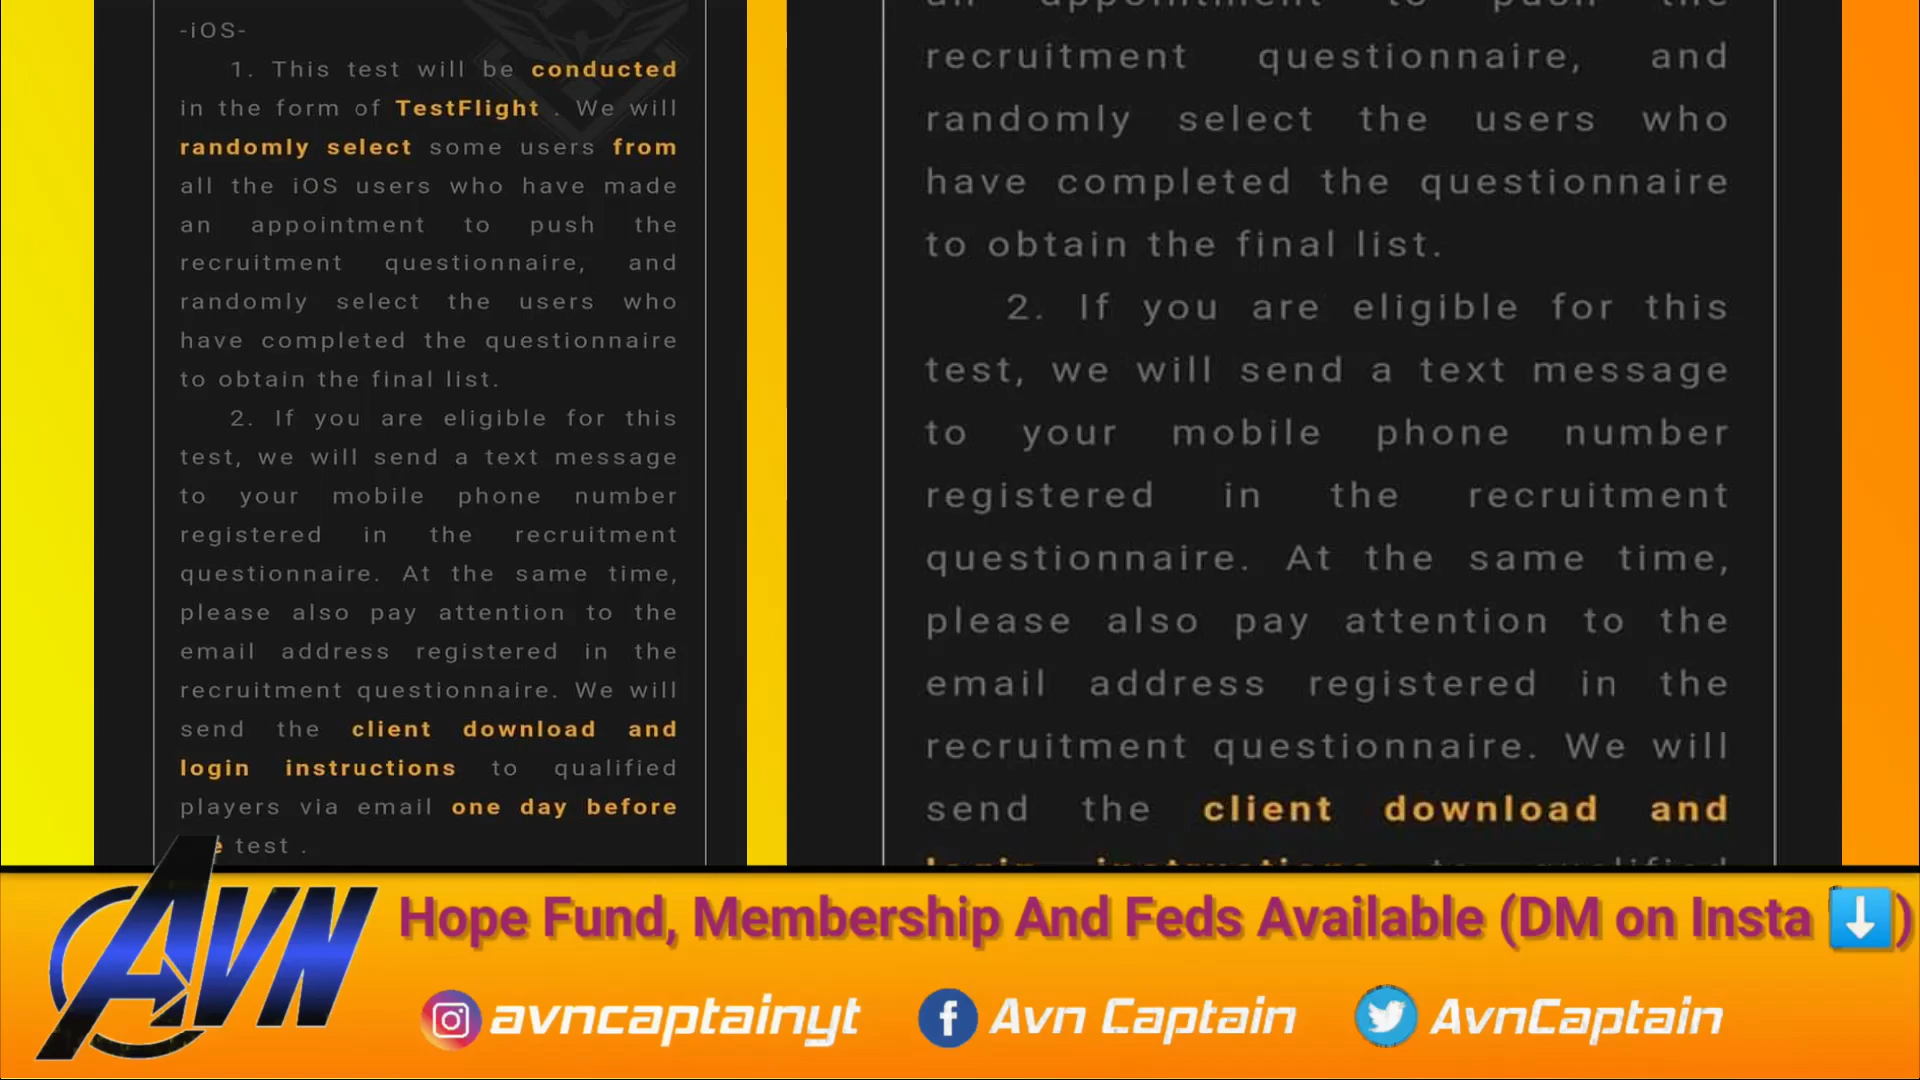 -iOS-
1. This test will be conducted
in the form of TestFlight . We will
randomly select some users from
all the iOS users who have made
an appointment to push the
recruitment questionnaire, and
randomly select the users who
have completed the questionnaire
to obtain the final list.
2. If you are eligible for this
test, we will send a text message
to your mobile phone number
registered in the recruitment
questionnaire. At the same time,
please also pay attention to the
email address registered in the
recruitment questionnaire. We will
send the client download and
login instructions to qualified
players via email one day before
test .
an appointment to push the
recruitment questionnaire, and
randomly select the users who
have completed the questionnaire
to obtain the final list.
2. If you are eligible for this
test, we will send a text message
to your mobile phone number
registered in the recruitment
questionnaire. At the same time,
please also pay attention to the
email address registered in the
recruitment questionnaire. We will
send the client download and
login instructions to qualified
AVN
Hope Fund, Membership And Feds Available (DM on Insta ⬇)
avncaptainyt
Avn Captain
AvnCaptain